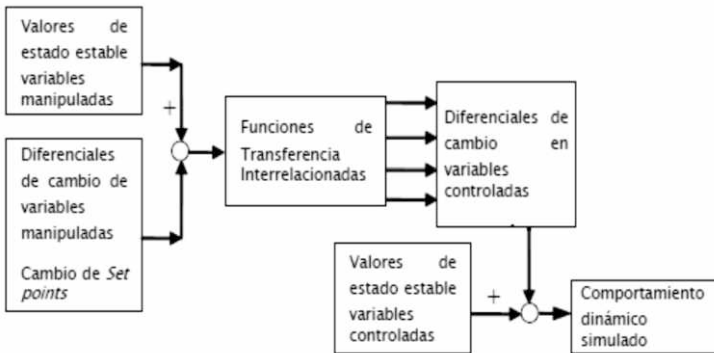 Valores de
estado estable
variables
manipuladas
+
Diferenciales
de cambio de
variables
manipuladas
Cambio de Set
points
Funciones de
Transferencia
Interrelacionadas
Diferenciales de
cambio en
variables
controladas
Valores de
estado estable
variables
controladas
+
Comportamiento
dinámico
simulado